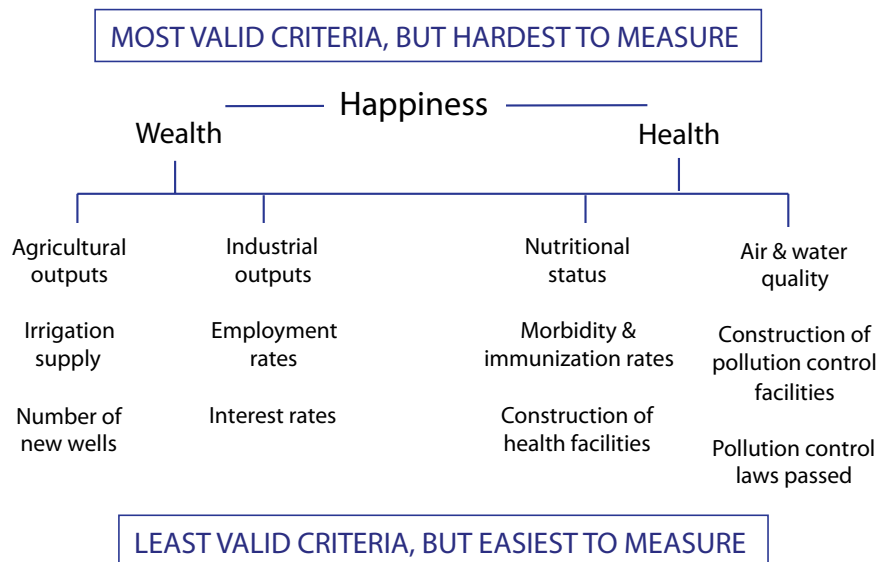 MOST VALID CRITERIA, BUT HARDEST TO MEASURE
Happiness
Wealth
Health
Agricultural
outputs
Irrigation
supply
Number of
new wells
Industrial
outputs
Employment
rates
Interest rates
Nutritional
status
Morbidity &
immunization rates
Construction of
health facilities
Air & water
quality
Construction of
pollution control
facilities
Pollution control
laws passed
LEAST VALID CRITERIA, BUT EASIEST TO MEASURE